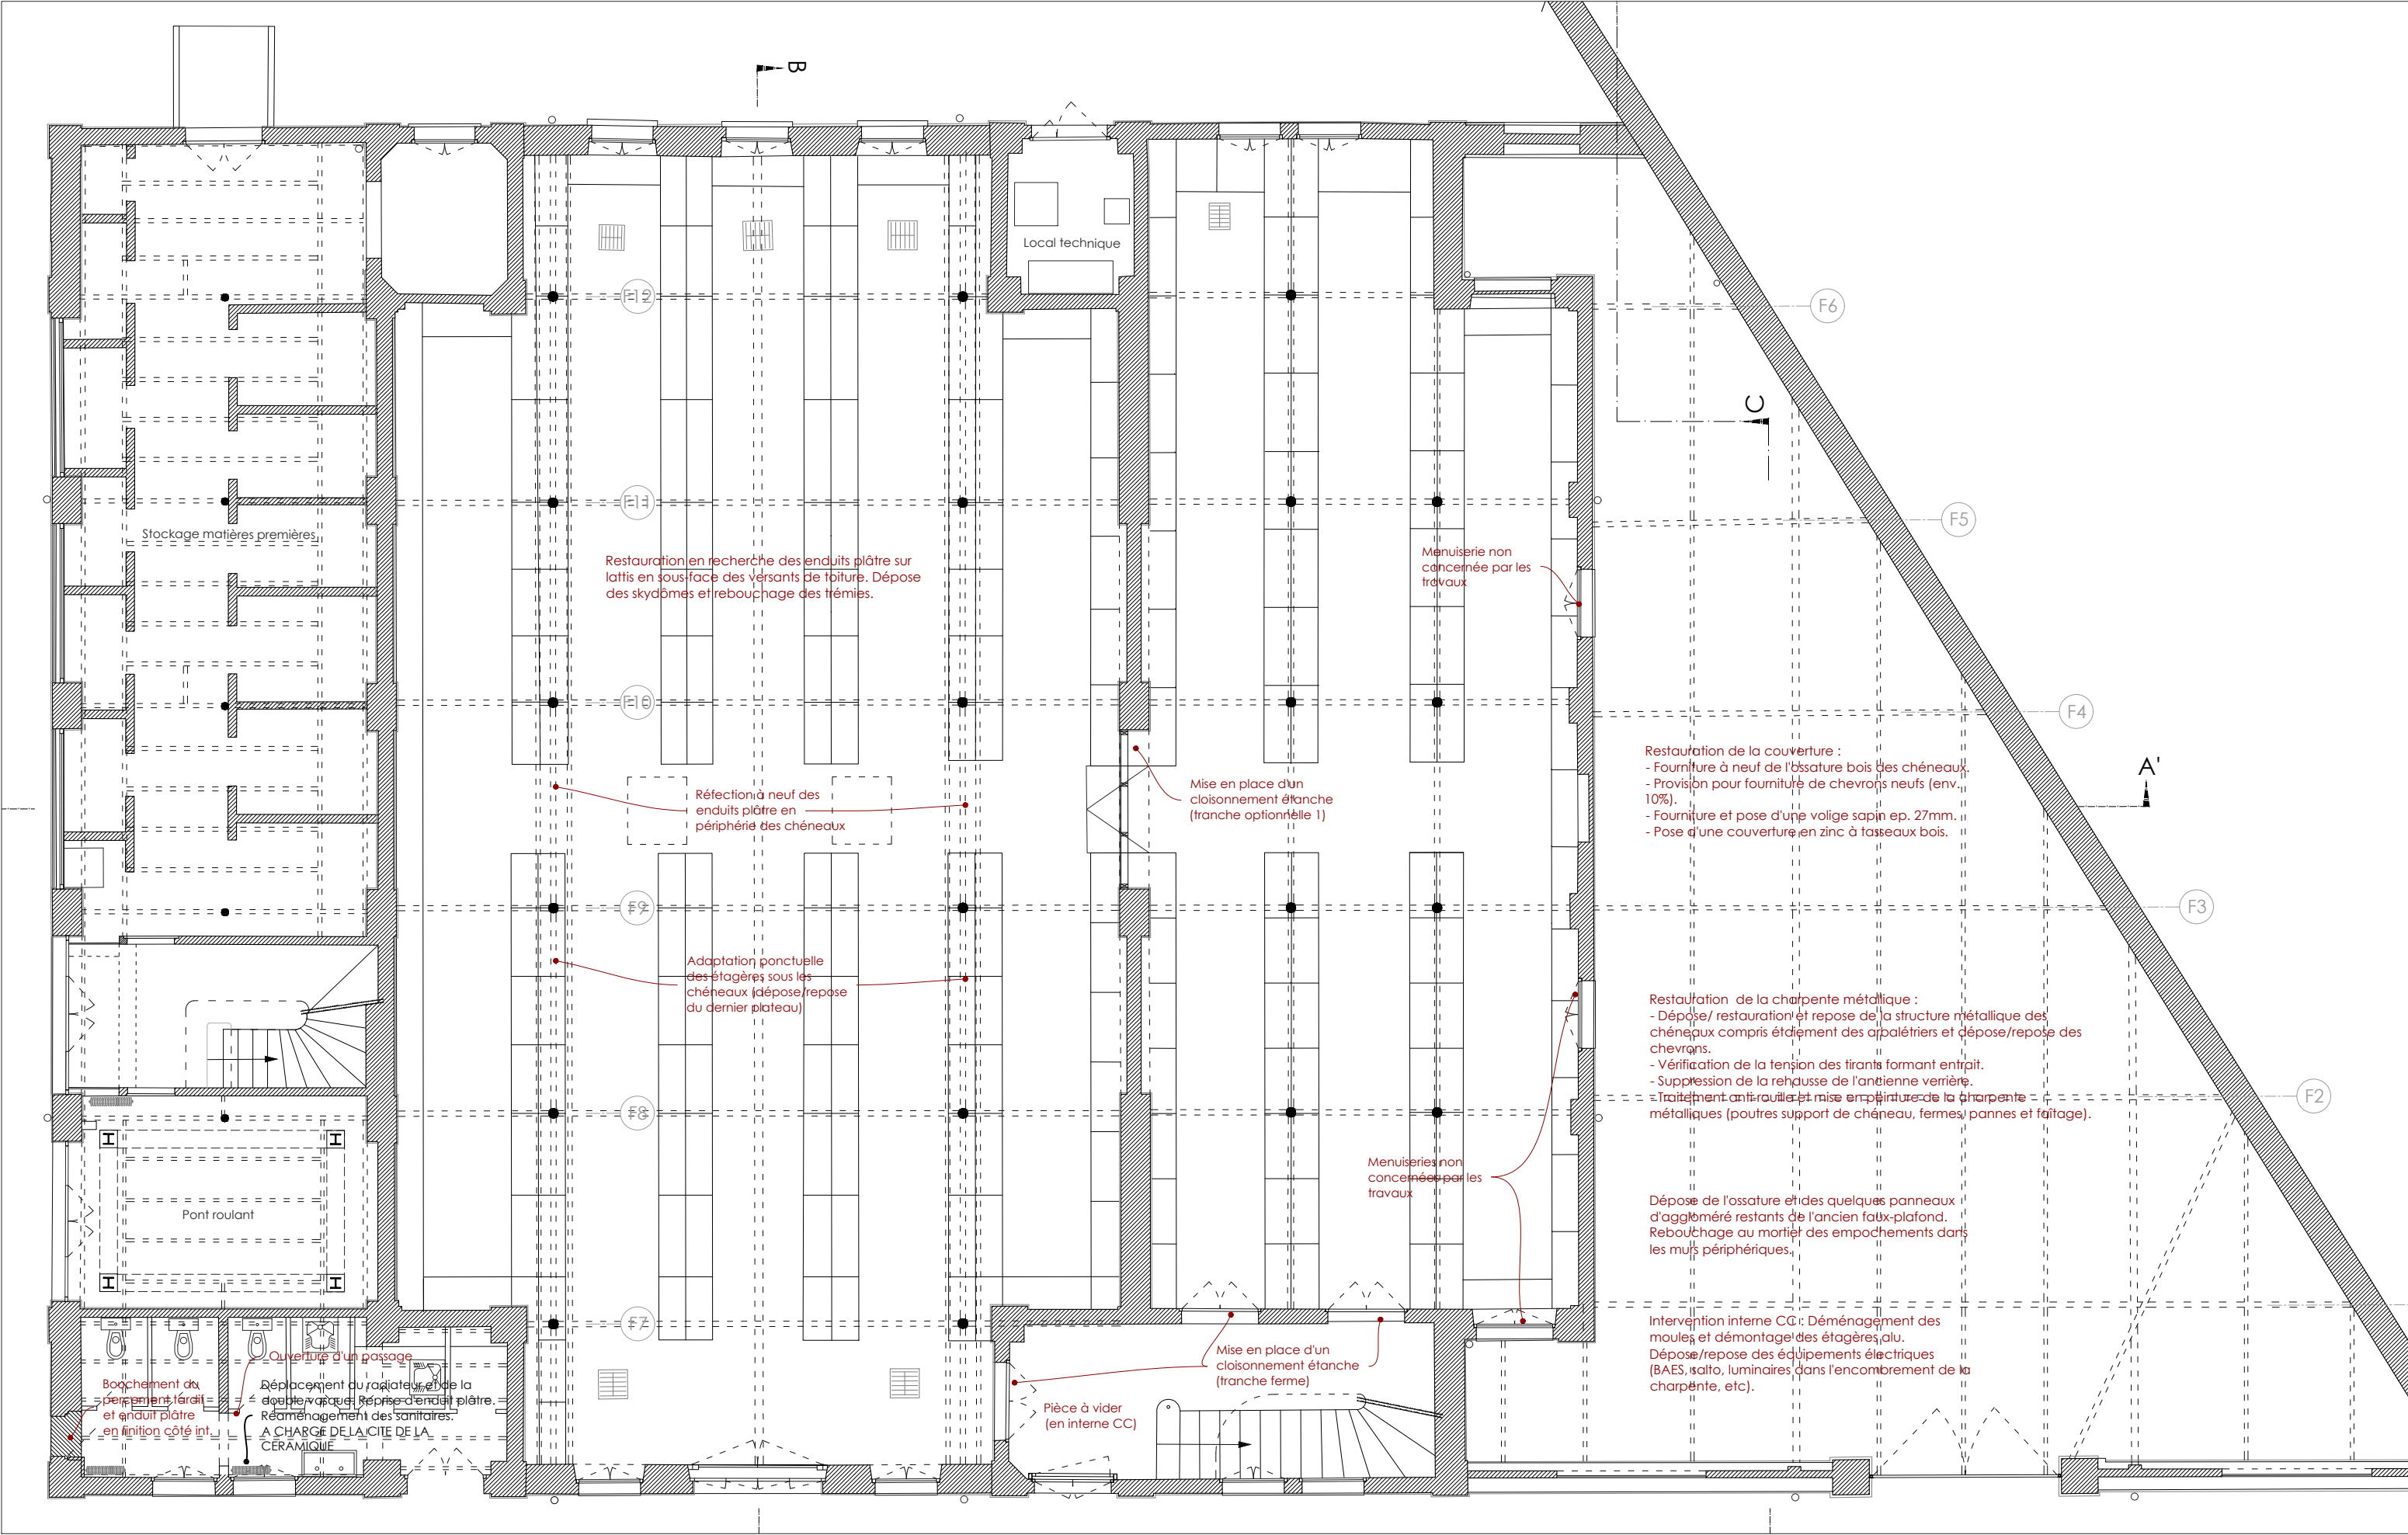 B
Local technique
F12
F6
C
F11
F5
Stockage matières premières
Restauration en recherche des enduits plâtre sur
lattis en sous-face des versants de toiture. Dépose
des skydômes et rebouchage des trémies.
Menuiserie non
concernée par les
travaux
F10
F4
Restauration de la couverture :
- Fourniture à neuf de l'ossature bois des chéneaux.
- Provision pour fourniture de chevrons neufs (env.
10%).
- Fourniture et pose d'une volige sapin ep. 27mm.
- Pose d'une couverture en zinc à tasseaux bois.
A'
Mise en place d'un
cloisonnement étanche
(tranche optionnelle 1)
Réfection à neuf des
enduits plâtre en
périphérie des chéneaux
F9
F3
Adaptation ponctuelle
des étagères sous les
chéneaux (dépose/repose
du dernier plateau)
Restauration  de la charpente métallique :
- Dépose/ restauration et repose de la structure métallique des
chéneaux compris étaiement des arbalétriers et dépose/repose des
chevrons.
- Vérification de la tension des tirants formant entrait.
- Suppression de la rehausse de l'ancienne verrière.
- Traitement anti-rouille et mise en peinture de la charpente
métalliques (poutres support de chéneau, fermes, pannes et faîtage).
F8
F2
H
H
Pont roulant
H
H
Menuiseries non
concernées par les
travaux
Dépose de l'ossature et des quelques panneaux
d'aggloméré restants de l'ancien faux-plafond.
Rebouchage au mortier des empochements dans
les murs périphériques.
F7
Intervention interne CC : Déménagement des
moules et démontage des étagères alu.
Dépose/repose des équipements électriques
(BAES, salto, luminaires dans l'encombrement de la
charpente, etc).
Ouverture d'un passage
Mise en place d'un
cloisonnement étanche
(tranche ferme)
Bouchement du
percement tardif
et enduit plâtre
en finition côté int.
Déplacement du radiateur et de la
double vasque. Reprise d'enduit plâtre.
Réaménagement des sanitaires.
A CHARGE DE LA CITE DE LA
CERAMIQUE
Pièce à vider
(en interne CC)